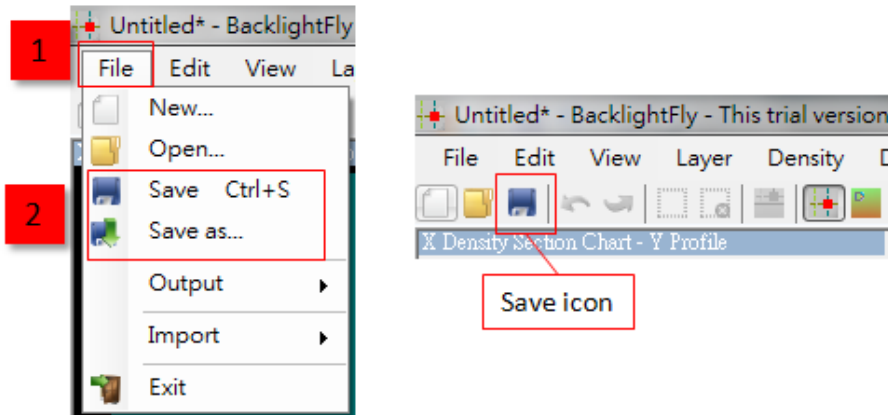 1
Untitled* - BacklightFly
File Edit View La
New...
Open...
2
Save Ctrl+S
Save as...
Output
Import
Exit
Untitled* - BacklightFly - This trial version
File Edit View Layer Density
X Density Section Chart - Y Profile
Save icon